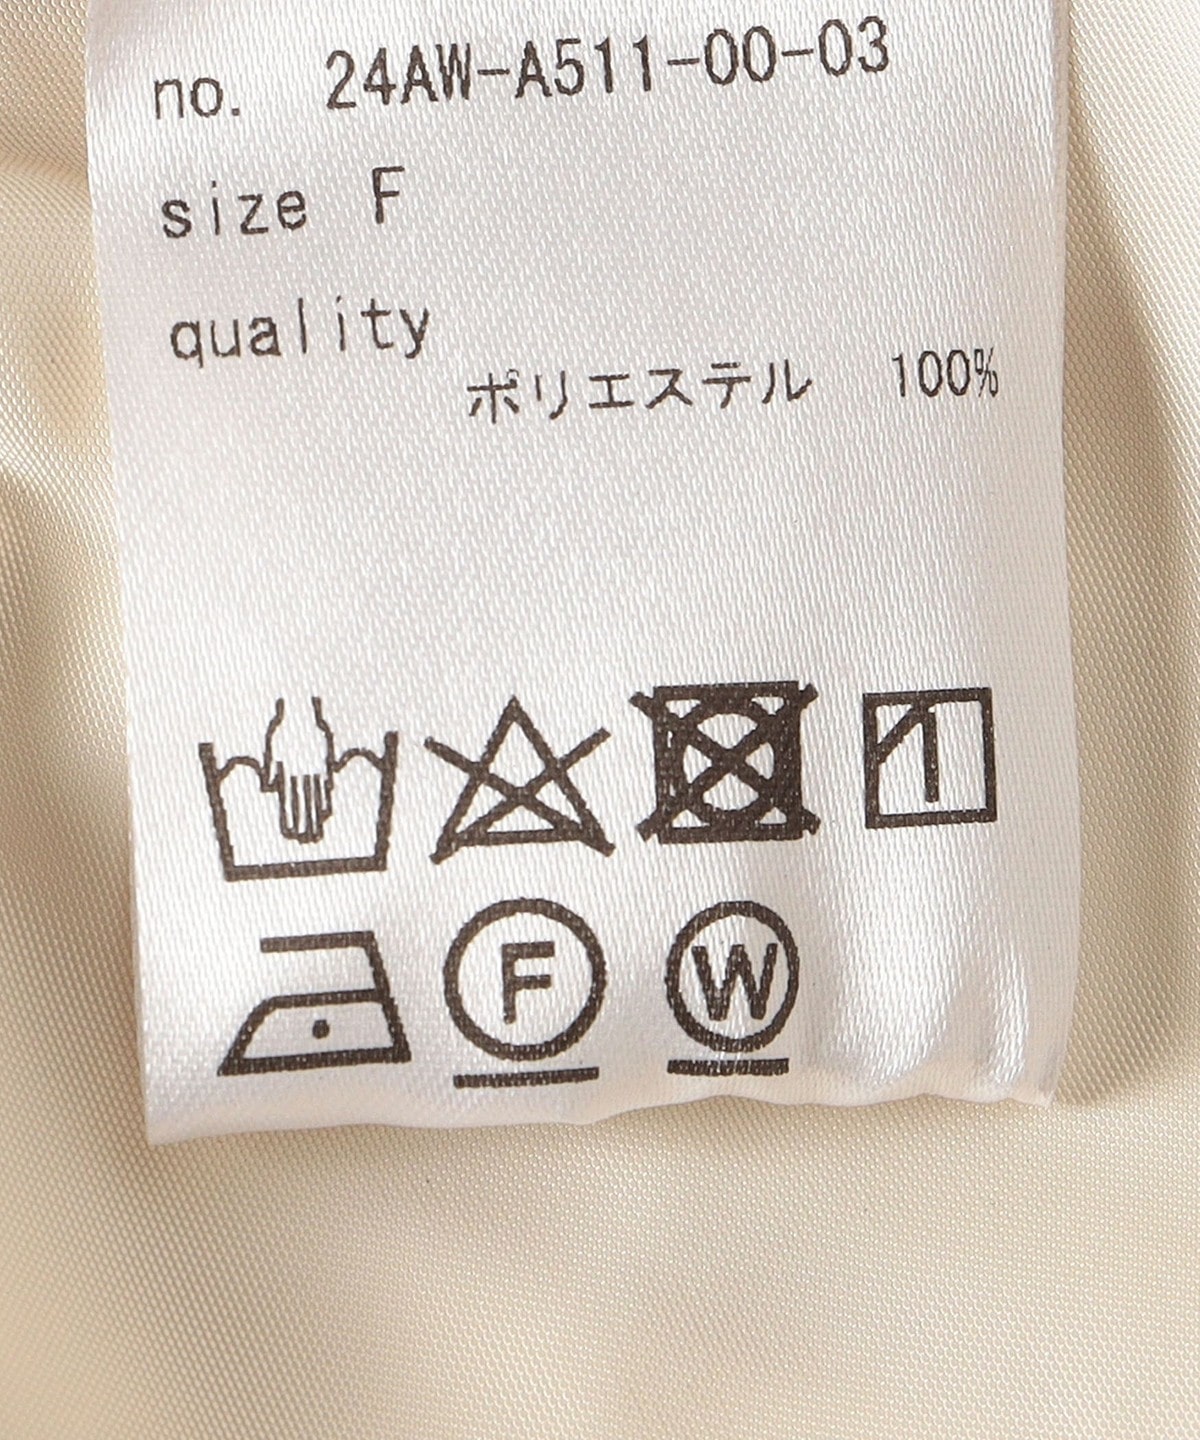 no. 24AW-A511-00-03
size F
quality
ポリエステル 100%
F W